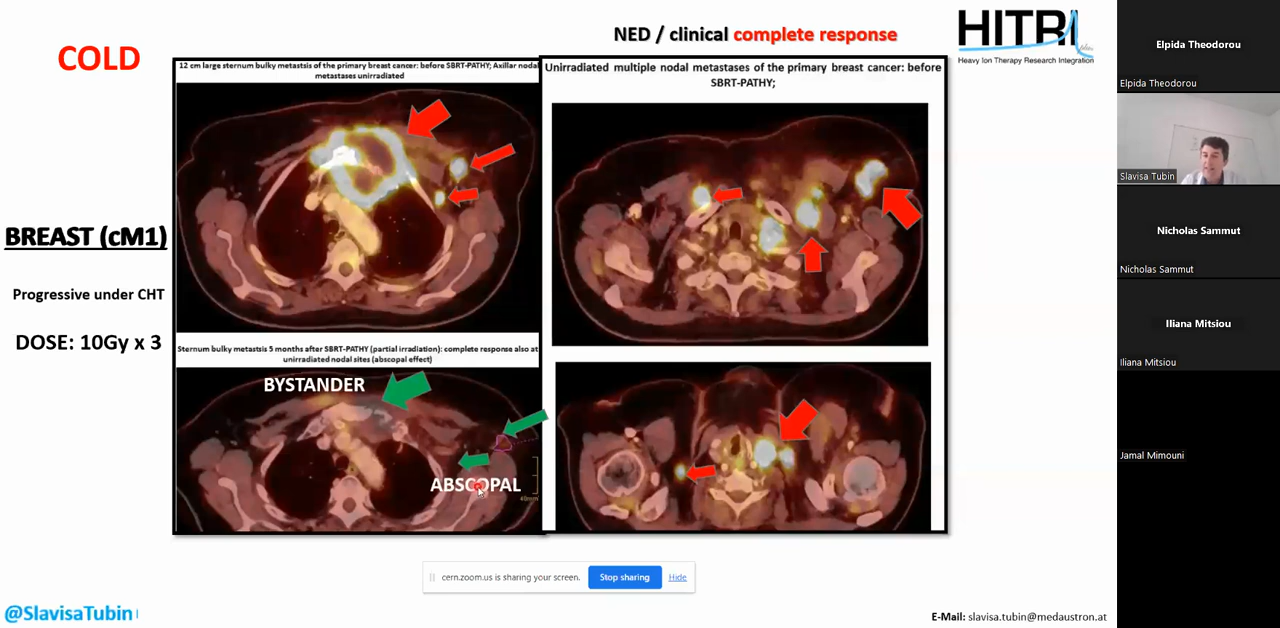 COLD
NED / clinical complete response
HITRI
Heavy Ion Therapy Research Integration
12 cm large sternum bulky metastsis of the primary breast cancer: before SBRT-PATHY; Axillar nodal
metastases unirradiated
Unirradiated multiple nodal metastases of the primary breast cancer: before
SBRT-PATHY;
BREAST (cM1)
Progressive under CHT
DOSE: 10Gy x 3
Sternum bulky metastsis 5 months after SBRT-PATHY (partial irradiation): complete response also at
unirradiated nodal sites (abscopal effect)
BYSTANDER
ABSCOPAL
40mm
cern.zoom.us is sharing your screen.
Stop sharing
Hide
@SlavisaTubin
E-Mail: slavisa.tubin@medaustron.at
Elpida Theodorou
Elpida Theodorou
Slavisa Tubin
Nicholas Sammut
Nicholas Sammut
Iliana Mitsiou
Iliana Mitsiou
Jamal Mimouni